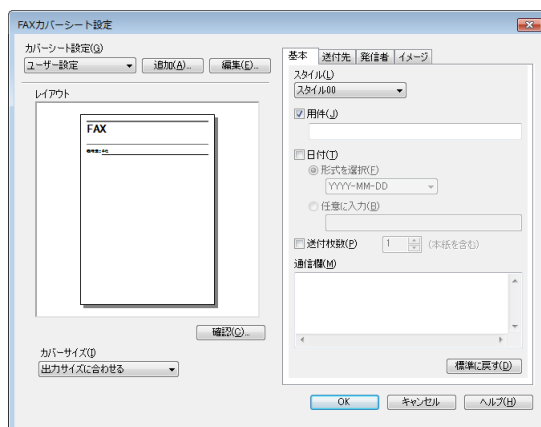 FAXカバーシート設定
カバーシート設定(G)
ユーザー設定
追加(A)...
編集(E)...
レイアウト
FAX
確認(C)...
カバーサイズ(I)
出力サイズに合わせる
基本 送付先 発信者 イメージ
スタイル(L)
スタイル00
用件(J)
日付(T)
形式を選択(F)
YYYY-MM-DD
任意に入力(B)
送付枚数(P) 1 (本紙を含む)
通信欄(M)
標準に戻す(D)
OK キャンセル ヘルプ(H)